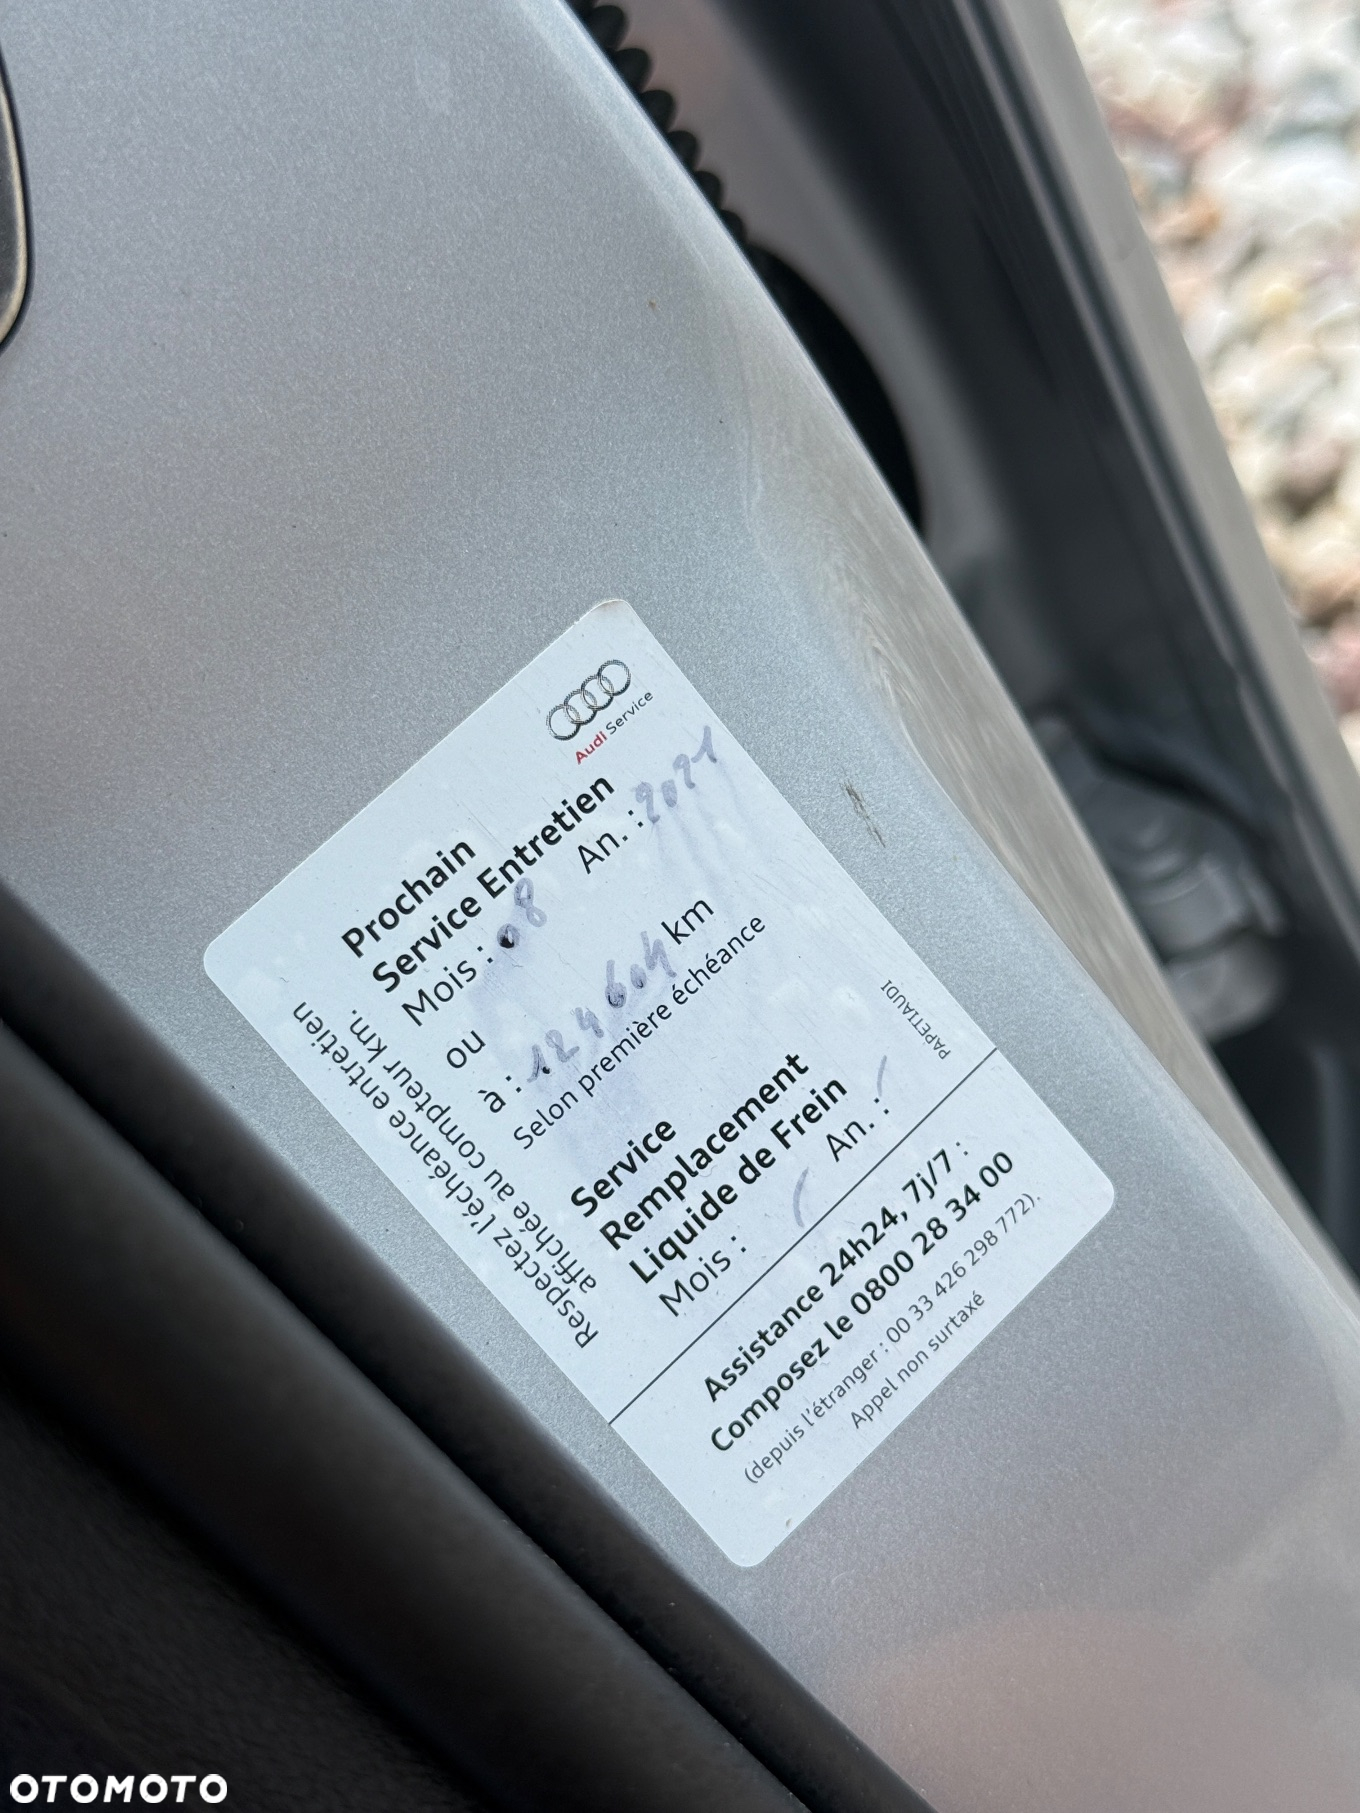 Audi Service
Prochain
Service Entretien
Mois : 08 An. : 2021
ou
à : 124604 km
Selon première échéance
Respectez l'échéance entretien
affichée au compteur km.
PAPETIAUDI
Service
Remplacement
Liquide de Frein
Mois : / An. : /
Assistance 24h24, 7j/7 :
Composez le 0800 28 34 00
(depuis l'étranger : 00 33 426 298 772).
Appel non surtaxé
OTOMOTO